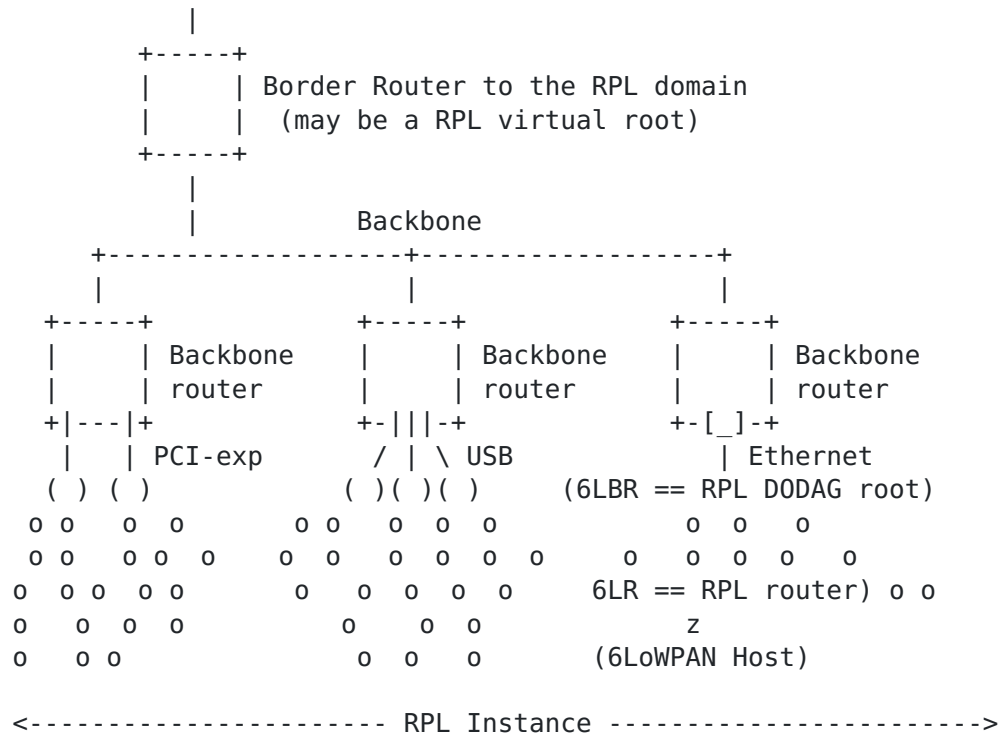 Border Router to the RPL domain
(may be a RPL virtual root)
Backbone
Backbone Backbone Backbone
router router router
PCI-exp USB Ethernet
( ) ( ) ( )( )( ) (6LBR == RPL DODAG root)
o o o o o o o o o o o o
o o o o o o o o o o o o o o o o
o o o o o o o o o o 6LR == RPL router) o o
o o o o o o o z
o o o o o o (6LoWPAN Host)
<----------------------- RPL Instance ------------------------>